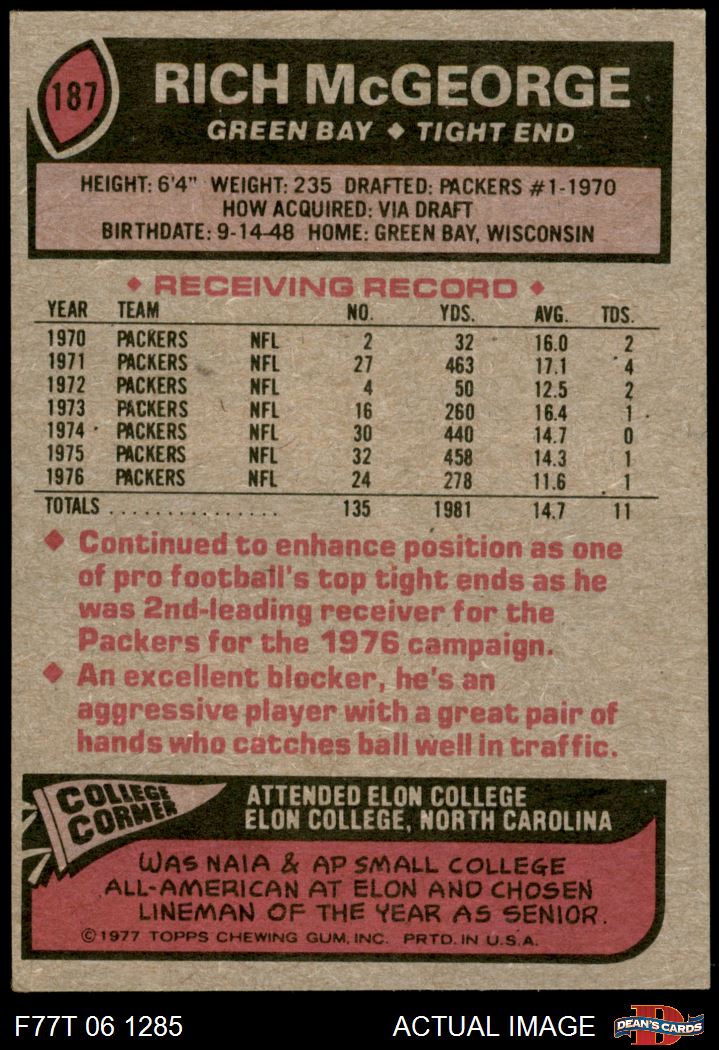 187
RICH McGEORGE
GREEN BAY ◆ TIGHT END
HEIGHT: 6'4" WEIGHT: 235 DRAFTED: PACKERS #1-1970
HOW ACQUIRED: VIA DRAFT
BIRTHDATE: 9-14-48 HOME: GREEN BAY, WISCONSIN
◆ RECEIVING RECORD ◆
YEAR TEAM NO. YDS. AVG. TDS.
1970 PACKERS NFL 2 32 16.0 2
1971 PACKERS NFL 27 463 17.1 4
1972 PACKERS NFL 4 50 12.5 2
1973 PACKERS NFL 16 260 16.4 1
1974 PACKERS NFL 30 440 14.7 0
1975 PACKERS NFL 32 458 14.3 1
1976 PACKERS NFL 24 278 11.6 1
TOTALS . . . . . . . . . . . . . . . 135 1981 14.7 11
◆ Continued to enhance position as one
of pro football's top tight ends as he
was 2nd-leading receiver for the
Packers for the 1976 campaign.
◆ An excellent blocker, he's an
aggressive player with a great pair of
hands who catches ball well in traffic.
COLLEGE
CORNER
ATTENDED ELON COLLEGE
ELON COLLEGE, NORTH CAROLINA
WAS NAIA & AP SMALL COLLEGE
ALL-AMERICAN AT ELON AND CHOSEN
LINEMAN OF THE YEAR AS SENIOR.
©1977 TOPPS CHEWING GUM, INC. PRTD. IN U.S.A.
F77T 06 1285 ACTUAL IMAGE
D
DEAN'S CARDS